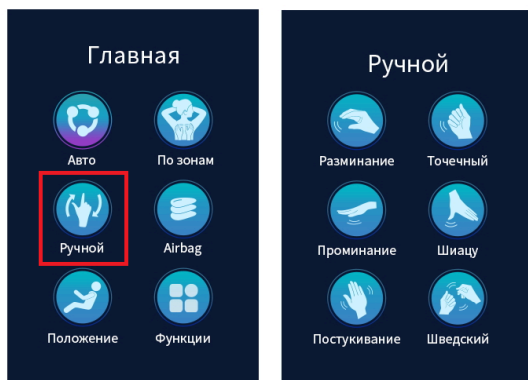 Главная
Авто
По зонам
Ручной
Airbag
Положение
Функции
Ручной
Разминание
Точечный
Проминание
Шиацу
Постукивание
Шведский